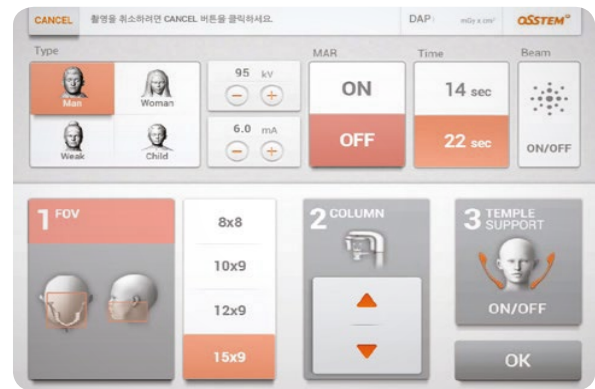 CANCEL
촬영을 취소하려면 CANCEL 버튼을 클릭하세요.
DAP :
mGy x cm²
OSSTEM
Type
Man
Woman
Weak
Child
95 kV
6.0 mA
MAR
ON
OFF
Time
14 sec
22 sec
Beam
ON/OFF
1 FOV
8x8
10x9
12x9
15x9
2 COLUMN
3 TEMPLE
SUPPORT
ON/OFF
OK